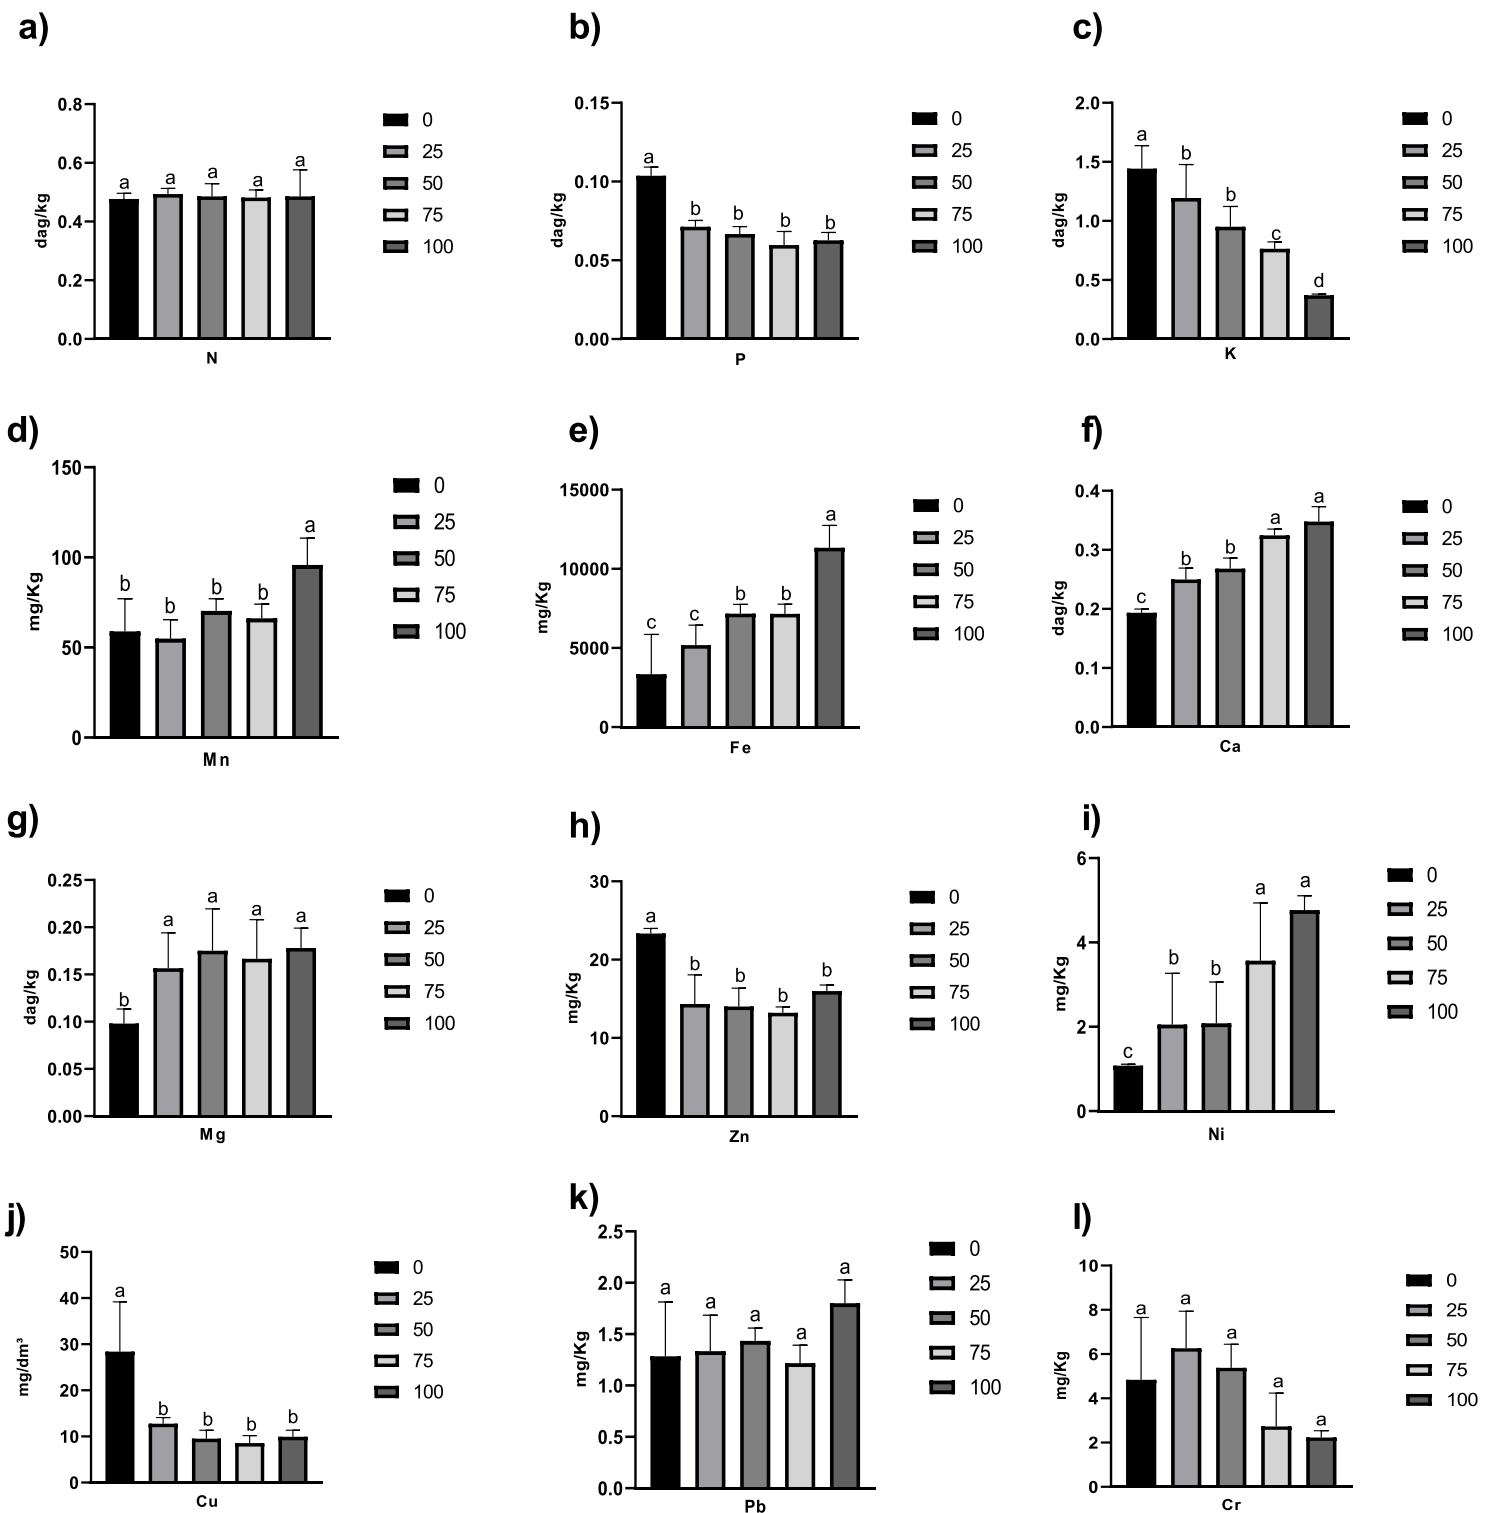 a)
0.8
0.6
0.4
0.2
0.0
dag/kg
a a a a a
N
0
25
50
75
100
b)
0.15
0.10
0.05
0.00
dag/kg
a b b b b
P
0
25
50
75
100
c)
2.0
1.5
1.0
0.5
0.0
dag/kg
a b b c d
K
0
25
50
75
100
d)
150
100
50
0
mg/Kg
b b b b a
Mn
0
25
50
75
100
e)
15000
10000
5000
0
mg/Kg
c c b b a
Fe
0
25
50
75
100
f)
0.4
0.3
0.2
0.1
0.0
dag/kg
c b b a a
Ca
0
25
50
75
100
g)
0.25
0.20
0.15
0.10
0.05
0.00
dag/kg
b a a a a
Mg
0
25
50
75
100
h)
30
20
10
0
mg/Kg
a b b b b
Zn
0
25
50
75
100
i)
6
4
2
0
mg/Kg
c b b a a
Ni
0
25
50
75
100
j)
50
40
30
20
10
0
mg/dm³
a b b b b
Cu
0
25
50
75
100
k)
2.5
2.0
1.5
1.0
0.5
0.0
mg/Kg
a a a a a
Pb
0
25
50
75
100
l)
10
8
6
4
2
0
mg/Kg
a a a a a
Cr
0
25
50
75
100